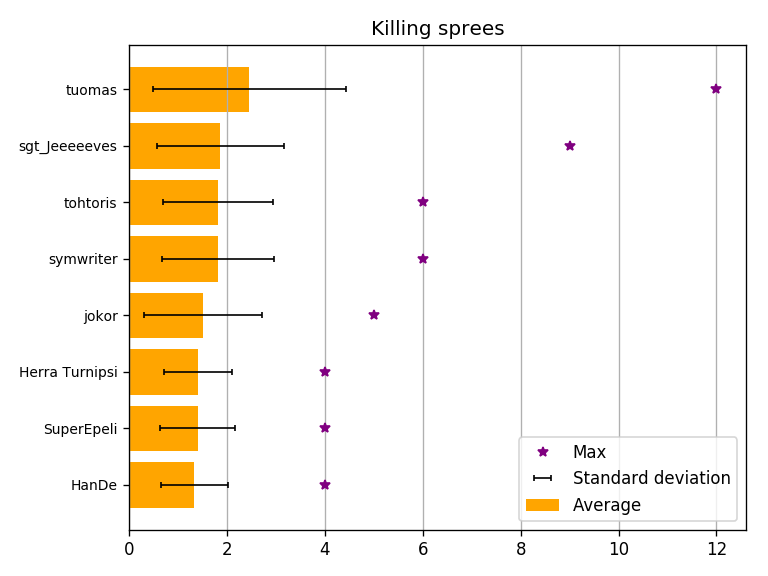 Killing sprees
tuomas
sgt_Jeeeeeves
tohtoris
symwriter
jokor
Herra Turnipsi
SuperEpeli
HanDe
Max
Standard deviation
Average
0 2 4 6 8 10 12